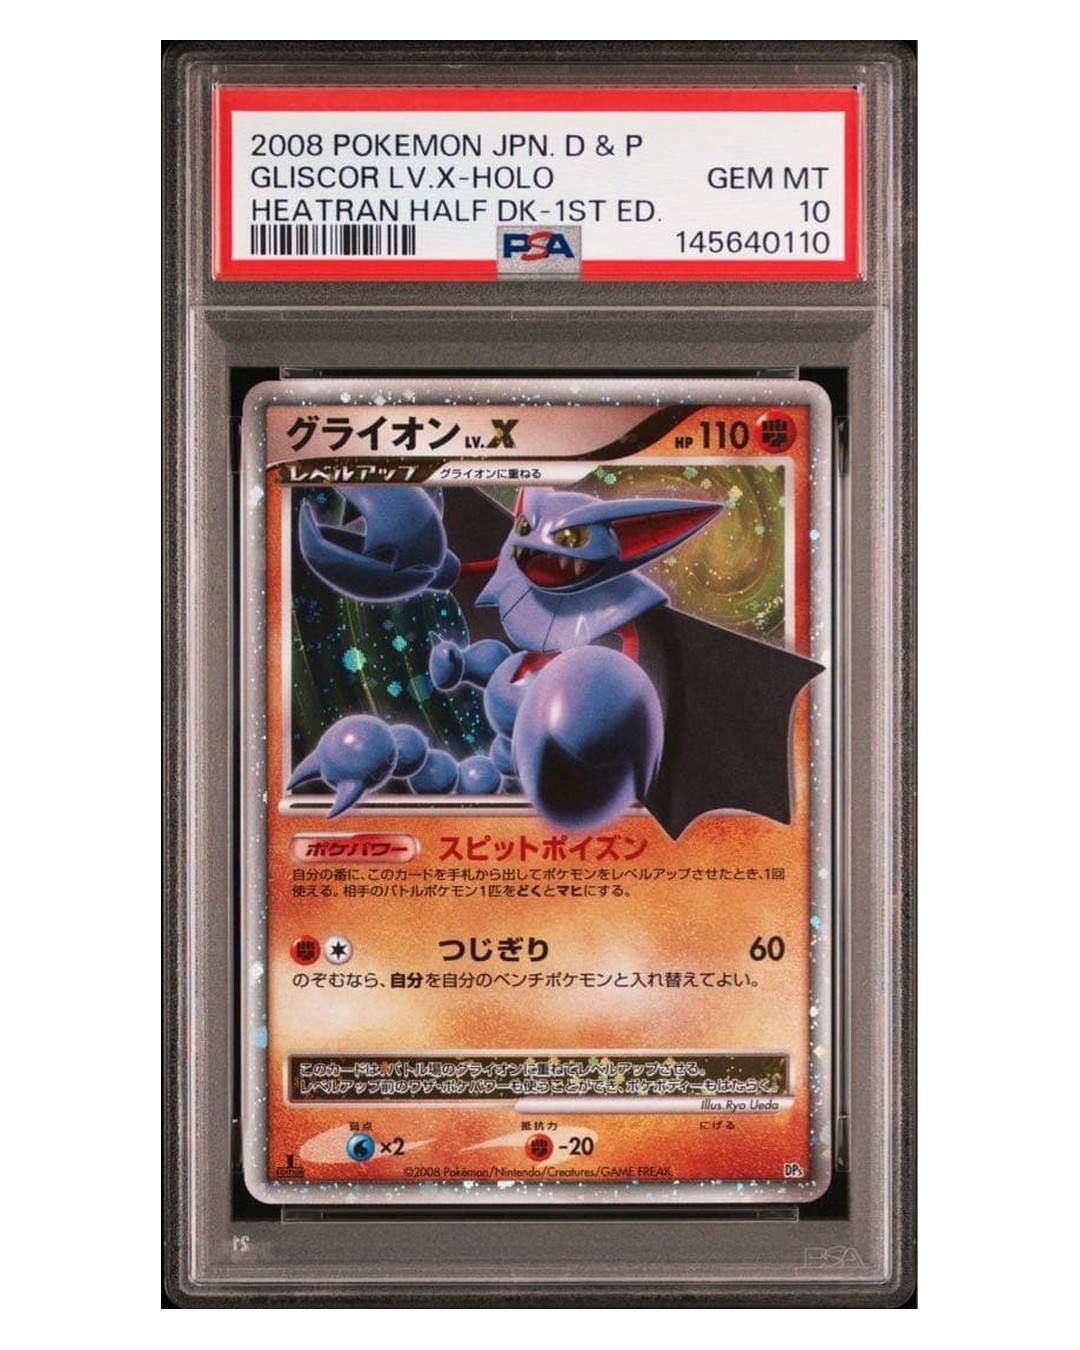 2008 POKEMON JPN. D & P
GLISCOR LV.X-HOLO GEM MT
HEATRAN HALF DK-1ST ED. 10
PSA 145640110
グライオン LV.X HP 110
レベルアップ グライオンに重ねる
ポケパワー スピットポイズン
自分の番に、このカードを手札から出してポケモンをレベルアップさせたとき、1回
使える。相手のバトルポケモン1匹をどくとマヒにする。
つじぎり 60
のぞむなら、自分を自分のベンチポケモンと入れ替えてよい。
このカードは、バトル場のグライオンに重ねてレベルアップさせる。
レベルアップ前のワザ・ポケパワーも使うことができ、ポケボディーもはたらく。
Illus. Ryo Ueda
弱点 抵抗力 にげる
×2 -20
1 EDITION ©2008 Pokémon/Nintendo/Creatures/GAME FREAK. DPs
21 PSA